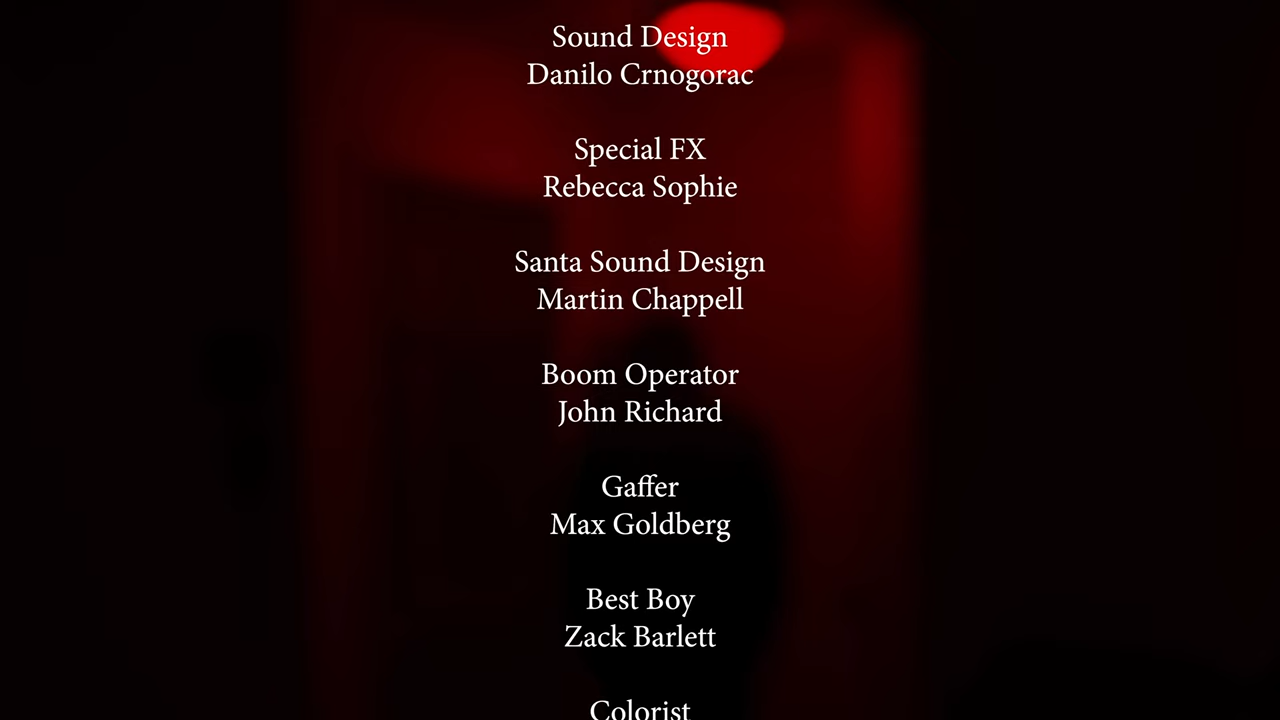 Sound Design
Danilo Crnogorac
Special FX
Rebecca Sophie
Santa Sound Design
Martin Chappell
Boom Operator
John Richard
Gaffer
Max Goldberg
Best Boy
Zack Barlett
Colorist